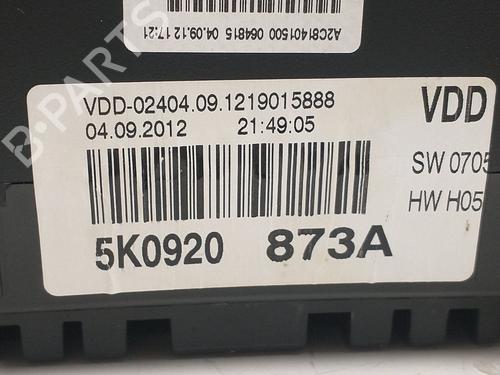 A2C81401500 064815 04.09.12 17:21
VDD-02404.09.1219015888
04.09.2012 21:49:05
VDD
SW 0705
HW H05
5K0920 873A
B-PARTS